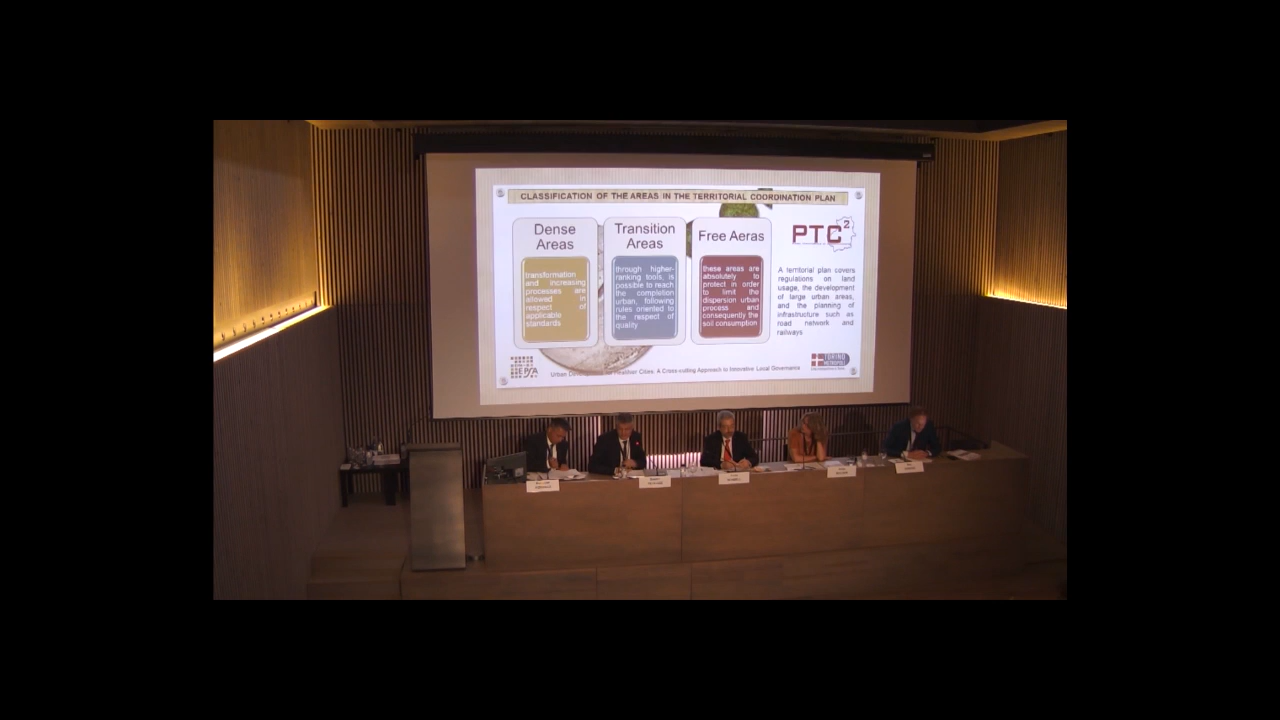 CLASSIFICATION OF THE AREAS IN THE TERRITORIAL COORDINATION PLAN
Dense
Areas
transformation
and increasing
processes are
allowed in
respect of
applicable
standards
Transition
Areas
through higher-
ranking tools, is
possible to reach
the completion
urban, following
rules oriented to
the respect of
quality
Free Aeras
these areas are
absolutely to
protect in order
to limit the
dispersion urban
process and
consequently the
soil consumption
PTC2
A territorial plan covers
regulations on land
usage, the development
of large urban areas,
and the planning of
infrastructure such as
road network and
railways
Urban Healthier Cities: A Cross-cutting Approach to Innovative Local Governance
TORINO
METROPOLI